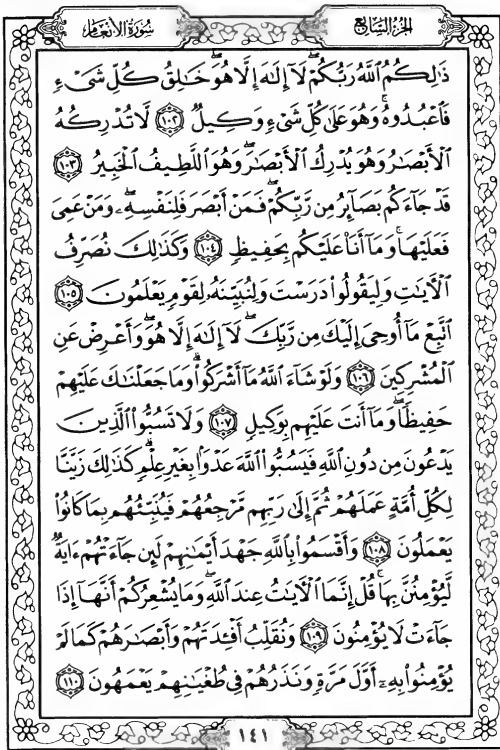 الجزء السابع
سورة الأنعام
ذَٰلِكُمُ ٱللَّهُ رَبُّكُمْ ۖ لَآ إِلَٰهَ إِلَّا هُوَ ۖ خَٰلِقُ كُلِّ شَىْءٍ
فَٱعْبُدُوهُ ۚ وَهُوَ عَلَىٰ كُلِّ شَىْءٍ وَكِيلٌ ١٠٢ لَّا تُدْرِكُهُ
ٱلْأَبْصَٰرُ وَهُوَ يُدْرِكُ ٱلْأَبْصَٰرَ ۖ وَهُوَ ٱللَّطِيفُ ٱلْخَبِيرُ ١٠٣
قَدْ جَآءَكُم بَصَآئِرُ مِن رَّبِّكُمْ ۖ فَمَنْ أَبْصَرَ فَلِنَفْسِهِۦ ۖ وَمَنْ عَمِىَ
فَعَلَيْهَا ۚ وَمَآ أَنَا۠ عَلَيْكُم بِحَفِيظٍ ١٠٤ وَكَذَٰلِكَ نُصَرِّفُ
ٱلْءَايَٰتِ وَلِيَقُولُوا۟ دَرَسْتَ وَلِنُبَيِّنَهُۥ لِقَوْمٍ يَعْلَمُونَ ١٠٥
ٱتَّبِعْ مَآ أُوحِىَ إِلَيْكَ مِن رَّبِّكَ ۖ لَآ إِلَٰهَ إِلَّا هُوَ ۖ وَأَعْرِضْ عَنِ
ٱلْمُشْرِكِينَ ١٠٦ وَلَوْ شَآءَ ٱللَّهُ مَآ أَشْرَكُوا۟ ۗ وَمَا جَعَلْنَٰكَ عَلَيْهِمْ
حَفِيظًا ۖ وَمَآ أَنتَ عَلَيْهِم بِوَكِيلٍ ١٠٧ وَلَا تَسُبُّوا۟ ٱلَّذِينَ
يَدْعُونَ مِن دُونِ ٱللَّهِ فَيَسُبُّوا۟ ٱللَّهَ عَدْوًۢا بِغَيْرِ عِلْمٍ ۗ كَذَٰلِكَ زَيَّنَّا
لِكُلِّ أُمَّةٍ عَمَلَهُمْ ثُمَّ إِلَىٰ رَبِّهِم مَّرْجِعُهُمْ فَيُنَبِّئُهُم بِمَا كَانُوا۟
يَعْمَلُونَ ١٠٨ وَأَقْسَمُوا۟ بِٱللَّهِ جَهْدَ أَيْمَٰنِهِمْ لَئِن جَآءَتْهُمْ ءَايَةٌ
لَّيُؤْمِنُنَّ بِهَا ۚ قُلْ إِنَّمَا ٱلْءَايَٰتُ عِندَ ٱللَّهِ ۖ وَمَا يُشْعِرُكُمْ أَنَّهَآ إِذَا
جَآءَتْ لَا يُؤْمِنُونَ ١٠٩ وَنُقَلِّبُ أَفْـِٔدَتَهُمْ وَأَبْصَٰرَهُمْ كَمَا لَمْ
يُؤْمِنُوا۟ بِهِۦٓ أَوَّلَ مَرَّةٍ وَنَذَرُهُمْ فِى طُغْيَٰنِهِمْ يَعْمَهُونَ ١١٠
١٤١